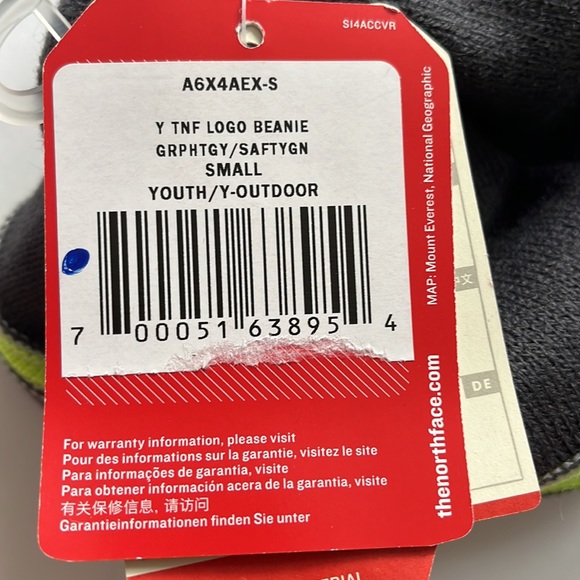 SI4ACCVR
A6X4AEX-S
Y TNF LOGO BEANIE
GRPHTGY/SAFTYGN
SMALL
YOUTH/Y-OUTDOOR
7 00051 63895 4
MAP: Mount Everest, National Geographic
thenorthface.com
中文
DE
For warranty information, please visit
Pour des informations sur la garantie, visitez le site
Para informações de garantia, visite
Para obtener información acera de la garantía, visite
有关保修信息, 请访问
Garantieinformationen finden Sie unter